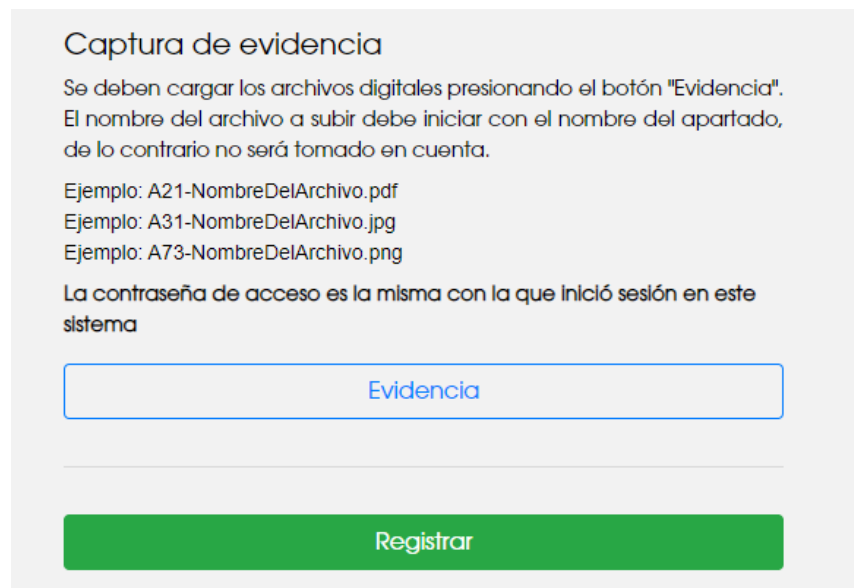 Captura de evidencia
Se deben cargar los archivos digitales presionando el botón "Evidencia".
El nombre del archivo a subir debe iniciar con el nombre del apartado,
de lo contrario no será tomado en cuenta.
Ejemplo: A21-NombreDelArchivo.pdf
Ejemplo: A31-NombreDelArchivo.jpg
Ejemplo: A73-NombreDelArchivo.png
La contraseña de acceso es la misma con la que inició sesión en este
sistema
Evidencia
Registrar